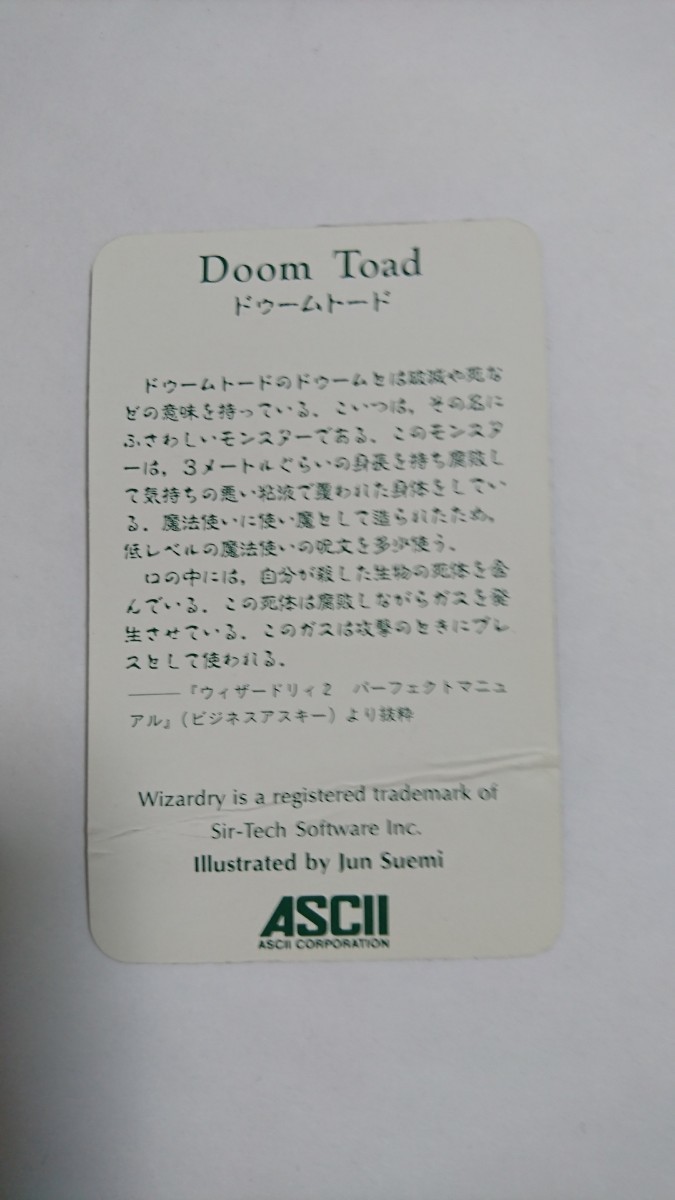 Doom Toad
ドゥームトード
ドゥームトードのドゥームとは破滅や死な
どの意味を持っている．こいつは，その名に
ふさわしいモンスターである．このモンスタ
ーは，3メートルぐらいの身長を持ち腐敗し
て気持ちの悪い粘液で覆われた身体をしてい
る．魔法使いに使い魔として造られたため，
低レベルの魔法使いの呪文を多少使う．
口の中には，自分が殺した生物の死体を含
んでいる．この死体は腐敗しながらガスを発
生させている．このガスは攻撃のときにブレ
スとして使われる．
―――『ウィザードリィ2 パーフェクトマニュ
アル』（ビジネスアスキー）より抜粋
Wizardry is a registered trademark of
Sir-Tech Software Inc.
Illustrated by Jun Suemi
ASCII
ASCII CORPORATION